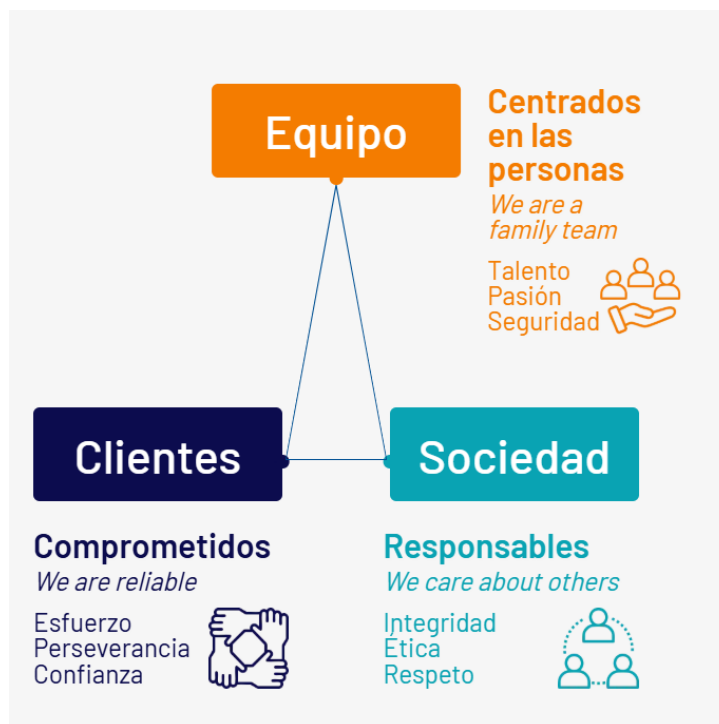 Equipo
Centrados
en las
personas
We are a
family team
Talento
Pasión
Seguridad
Clientes
Comprometidos
We are reliable
Esfuerzo
Perseverancia
Confianza
Sociedad
Responsables
We care about others
Integridad
Ética
Respeto